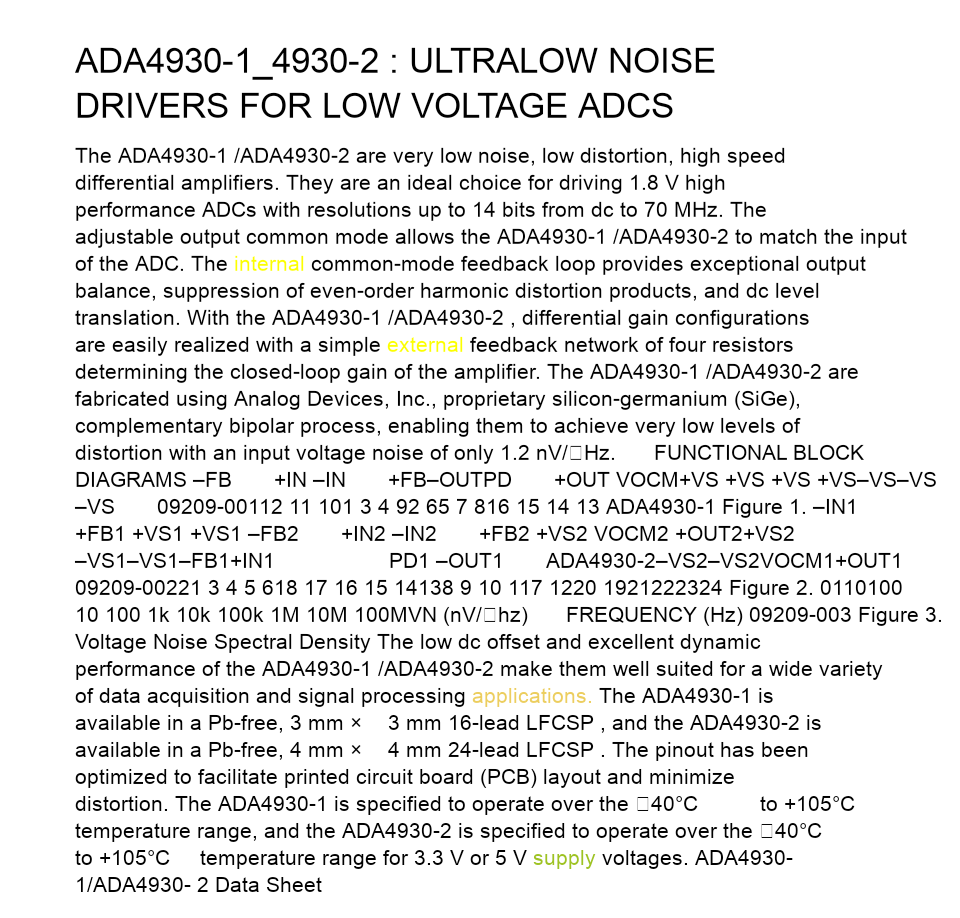 ADA4930-1_4930-2 : ULTRALOW NOISE
DRIVERS FOR LOW VOLTAGE ADCS
The ADA4930-1 /ADA4930-2 are very low noise, low distortion, high speed
differential amplifiers. They are an ideal choice for driving 1.8 V high
performance ADCs with resolutions up to 14 bits from dc to 70 MHz. The
adjustable output common mode allows the ADA4930-1 /ADA4930-2 to match the input
of the ADC. The internal common-mode feedback loop provides exceptional output
balance, suppression of even-order harmonic distortion products, and dc level
translation. With the ADA4930-1 /ADA4930-2 , differential gain configurations
are easily realized with a simple external feedback network of four resistors
determining the closed-loop gain of the amplifier. The ADA4930-1 /ADA4930-2 are
fabricated using Analog Devices, Inc., proprietary silicon-germanium (SiGe),
complementary bipolar process, enabling them to achieve very low levels of
distortion with an input voltage noise of only 1.2 nV/□Hz. FUNCTIONAL BLOCK
DIAGRAMS –FB +IN –IN +FB–OUTPD +OUT VOCM+VS +VS +VS +VS–VS–VS
–VS 09209-00112 11 101 3 4 92 65 7 816 15 14 13 ADA4930-1 Figure 1. –IN1
+FB1 +VS1 +VS1 –FB2 +IN2 –IN2 +FB2 +VS2 VOCM2 +OUT2+VS2
–VS1–VS1–FB1+IN1 PD1 –OUT1 ADA4930-2–VS2–VS2VOCM1+OUT1
09209-00221 3 4 5 618 17 16 15 14138 9 10 117 1220 1921222324 Figure 2. 0110100
10 100 1k 10k 100k 1M 10M 100MVN (nV/□hz) FREQUENCY (Hz) 09209-003 Figure 3.
Voltage Noise Spectral Density The low dc offset and excellent dynamic
performance of the ADA4930-1 /ADA4930-2 make them well suited for a wide variety
of data acquisition and signal processing applications. The ADA4930-1 is
available in a Pb-free, 3 mm × 3 mm 16-lead LFCSP , and the ADA4930-2 is
available in a Pb-free, 4 mm × 4 mm 24-lead LFCSP . The pinout has been
optimized to facilitate printed circuit board (PCB) layout and minimize
distortion. The ADA4930-1 is specified to operate over the □40°C to +105°C
temperature range, and the ADA4930-2 is specified to operate over the □40°C
to +105°C temperature range for 3.3 V or 5 V supply voltages. ADA4930-
1/ADA4930- 2 Data Sheet